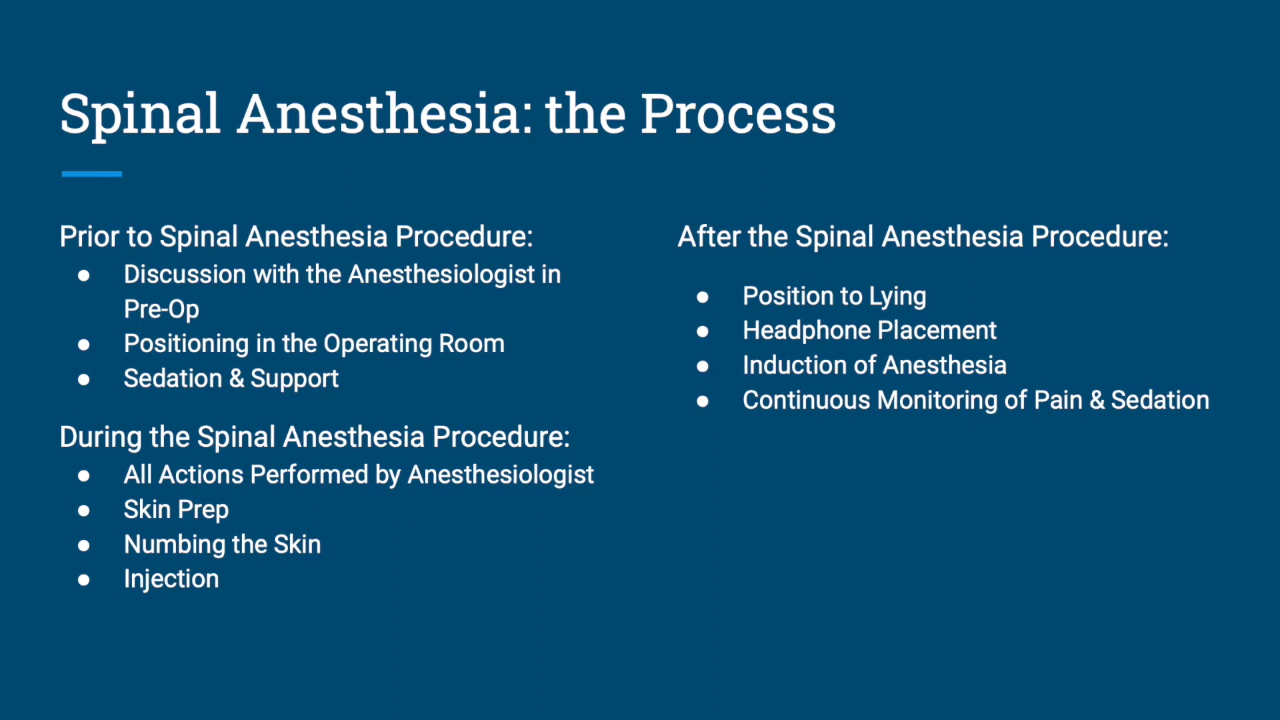 Spinal Anesthesia: the Process
Prior to Spinal Anesthesia Procedure:
● Discussion with the Anesthesiologist in
Pre-Op
● Positioning in the Operating Room
● Sedation & Support
During the Spinal Anesthesia Procedure:
● All Actions Performed by Anesthesiologist
● Skin Prep
● Numbing the Skin
● Injection
After the Spinal Anesthesia Procedure:
● Position to Lying
● Headphone Placement
● Induction of Anesthesia
● Continuous Monitoring of Pain & Sedation